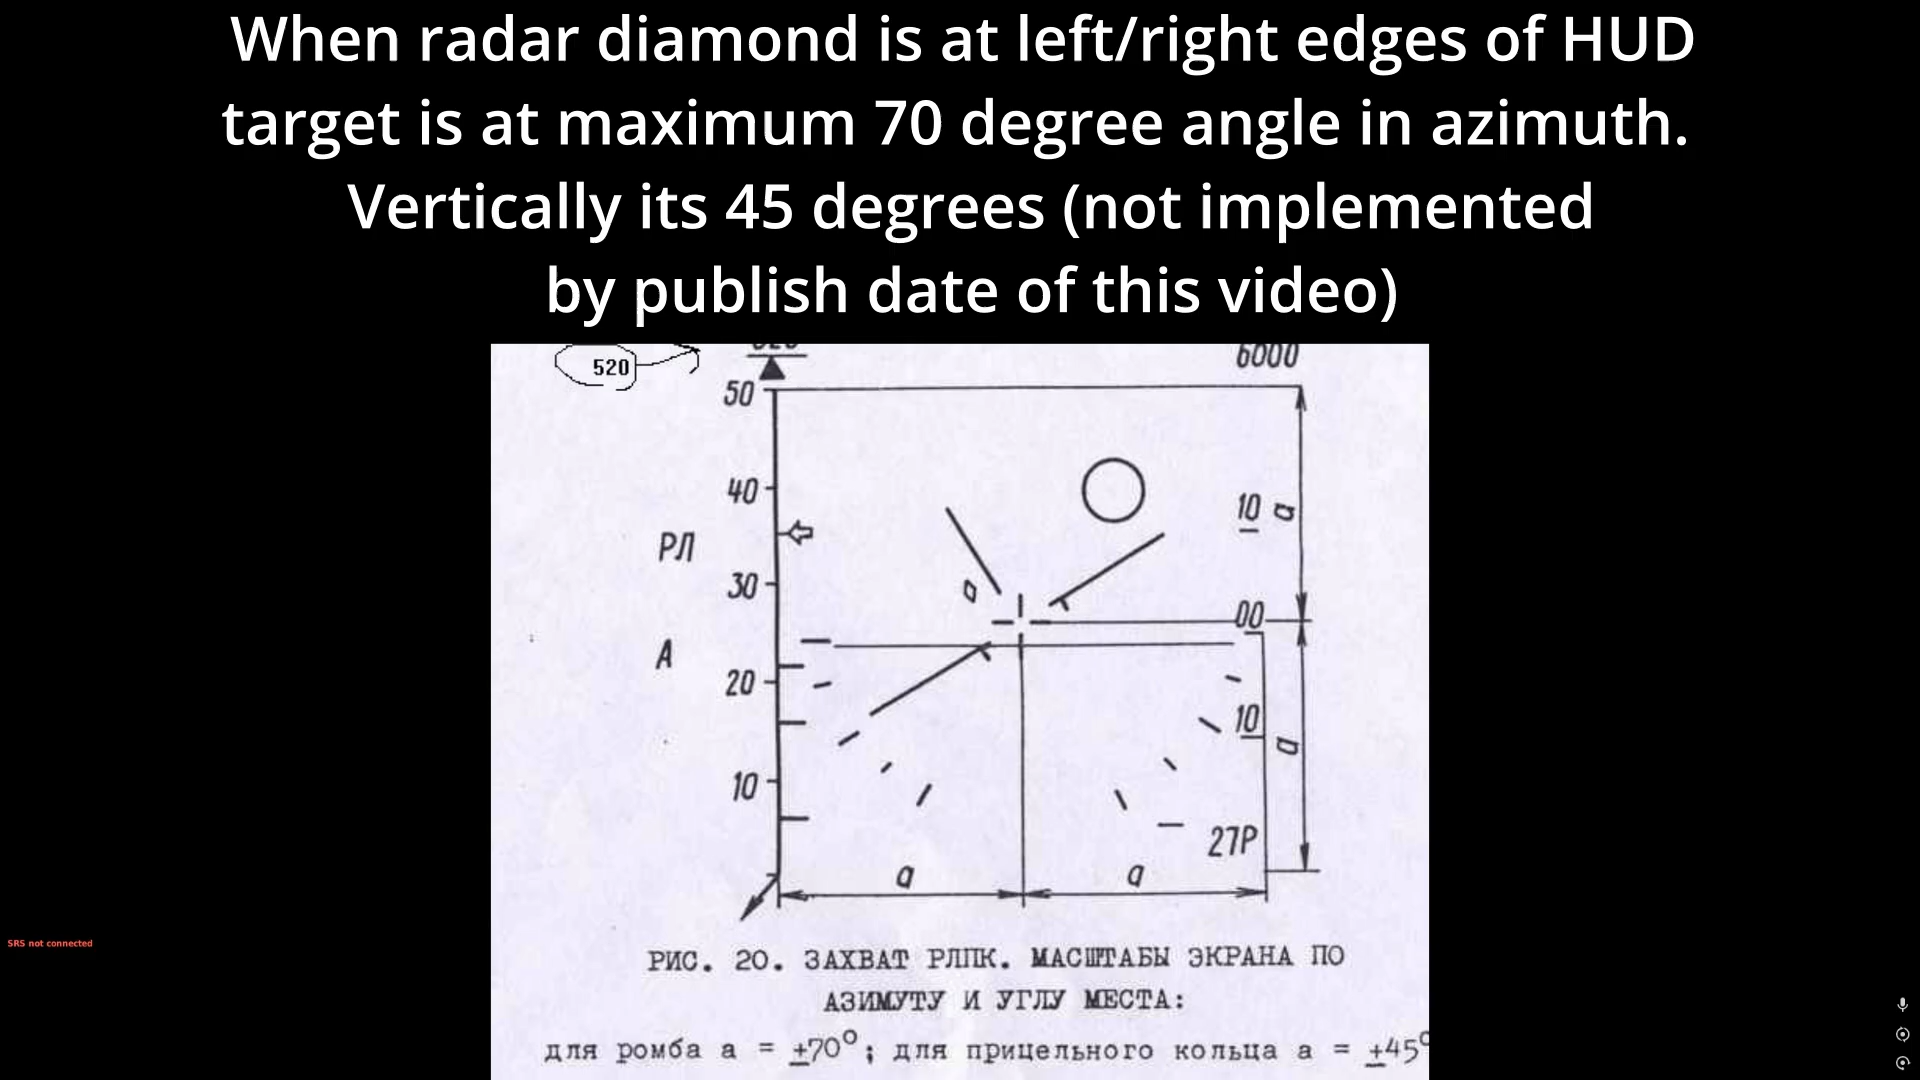 When radar diamond is at left/right edges of HUD
target is at maximum 70 degree angle in azimuth.
Vertically its 45 degrees (not implemented
by publish date of this video)
520
6000
50
40
10
а
РЛ
30
00
А
20
10
а
10
27Р
а
а
SRS not connected
РИС. 20. ЗАХВАТ РЛПК. МАСШТАБЫ ЭКРАНА ПО
АЗИМУТУ И УГЛУ МЕСТА:
для ромба а = ±70°; для прицельного кольца а = ±45°